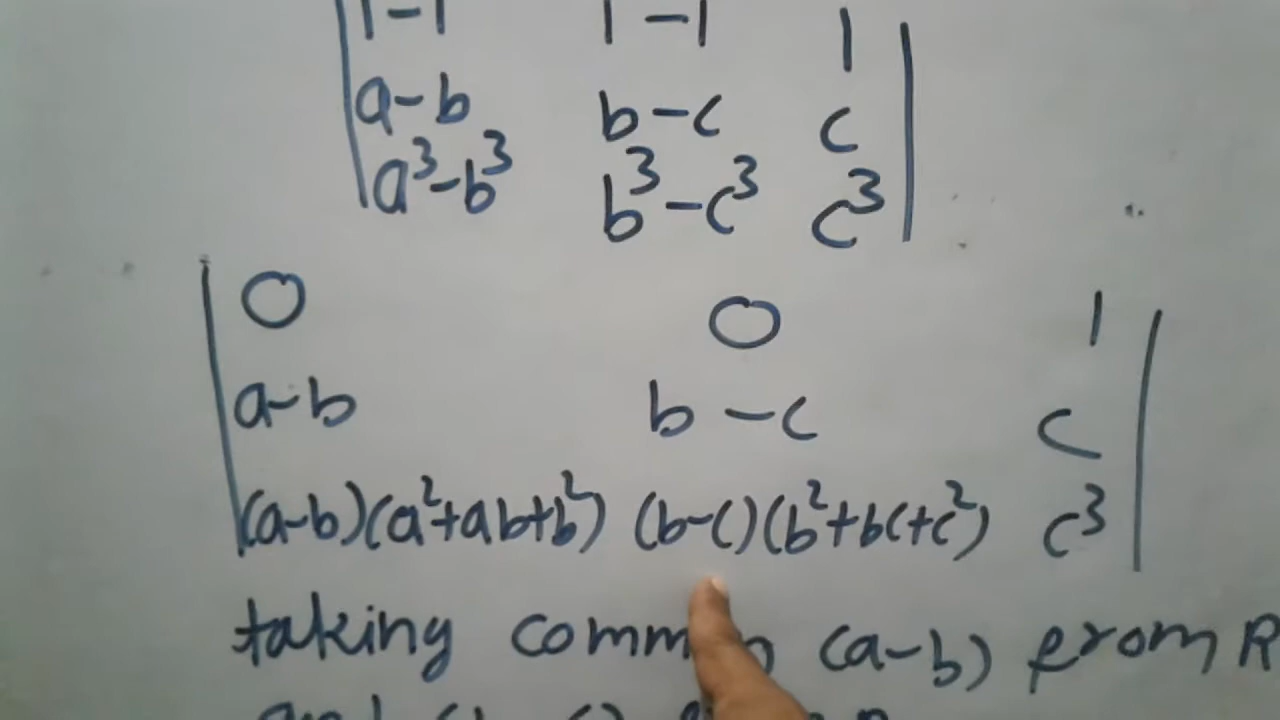 1-1 1-1 1
a-b b-c c
a³-b³ b³-c³ c³
0 0 1
a-b b-c c
(a-b)(a²+ab+b²) (b-c)(b²+bc+c²) c³
taking common (a-b) from R